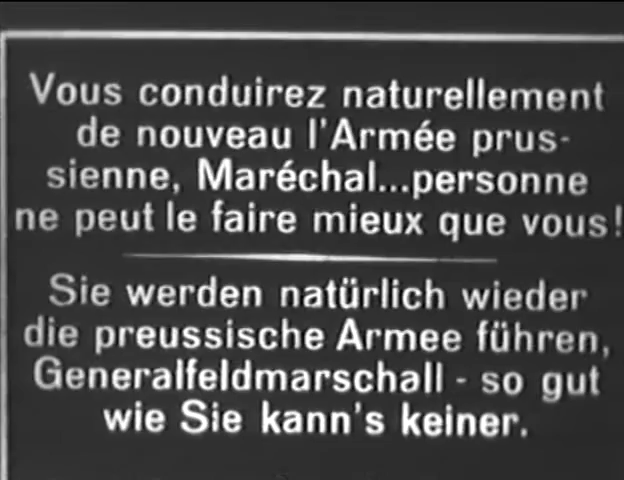 Vous conduirez naturellement
de nouveau l'Armée prus-
sienne, Maréchal...personne
ne peut le faire mieux que vous!
Sie werden natürlich wieder
die preussische Armee führen,
Generalfeldmarschall - so gut
wie Sie kann's keiner.